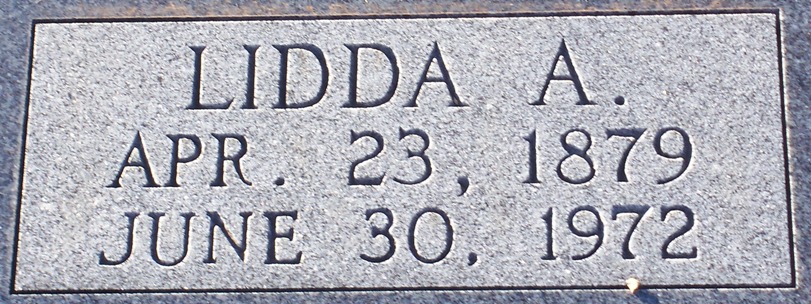 LIDDA A.
APR. 23, 1879
JUNE 30, 1972